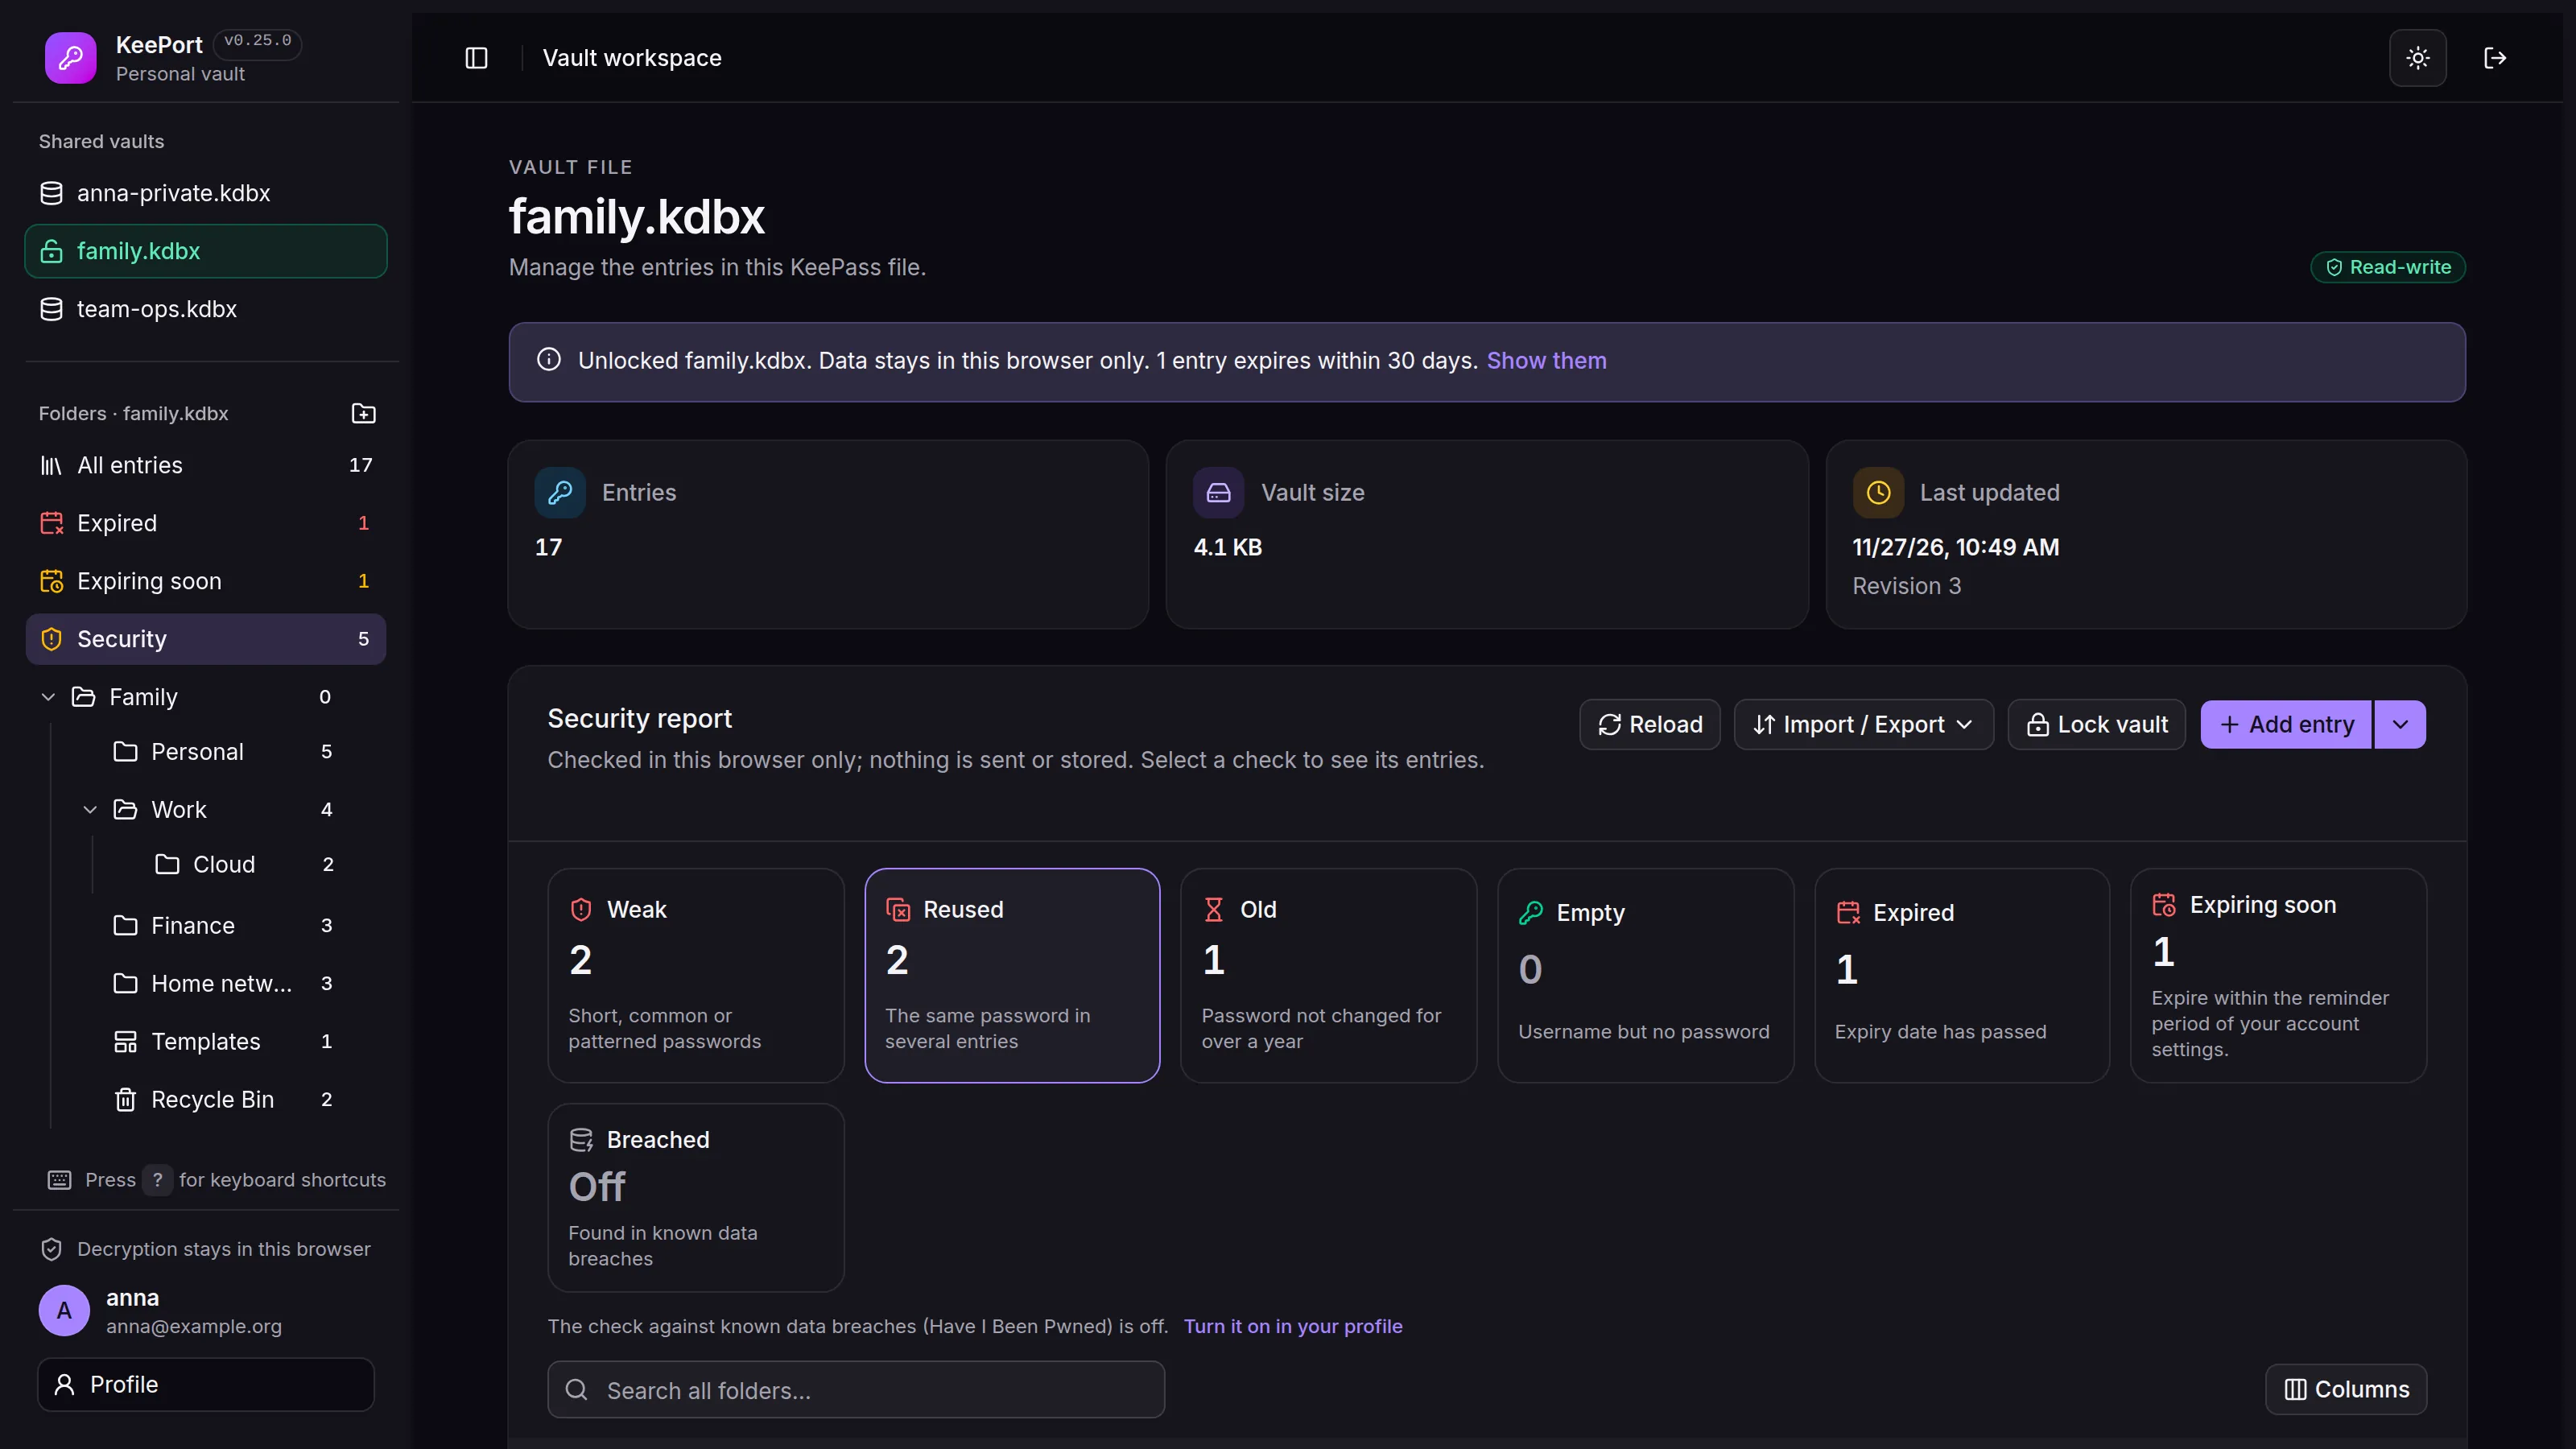 KeePort v0.25.0
Personal vault
Shared vaults
anna-private.kdbx
family.kdbx
team-ops.kdbx
Folders · family.kdbx
All entries 17
Expired 1
Expiring soon 1
Security 5
Family 0
Personal 5
Work 4
Cloud 2
Finance 3
Home netw... 3
Templates 1
Recycle Bin 2
Press ? for keyboard shortcuts
Decryption stays in this browser
A
anna
anna@example.org
Profile
Vault workspace
VAULT FILE
family.kdbx
Manage the entries in this KeePass file.
Read-write
Unlocked family.kdbx. Data stays in this browser only. 1 entry expires within 30 days. Show them
Entries
17
Vault size
4.1 KB
Last updated
11/27/26, 10:49 AM
Revision 3
Security report
Checked in this browser only; nothing is sent or stored. Select a check to see its entries.
Reload
Import / Export
Lock vault
Add entry
Weak
2
Short, common or
patterned passwords
Reused
2
The same password in
several entries
Old
1
Password not changed for
over a year
Empty
0
Username but no password
Expired
1
Expiry date has passed
Expiring soon
1
Expire within the reminder
period of your account
settings.
Breached
Off
Found in known data
breaches
The check against known data breaches (Have I Been Pwned) is off. Turn it on in your profile
Search all folders...
Columns